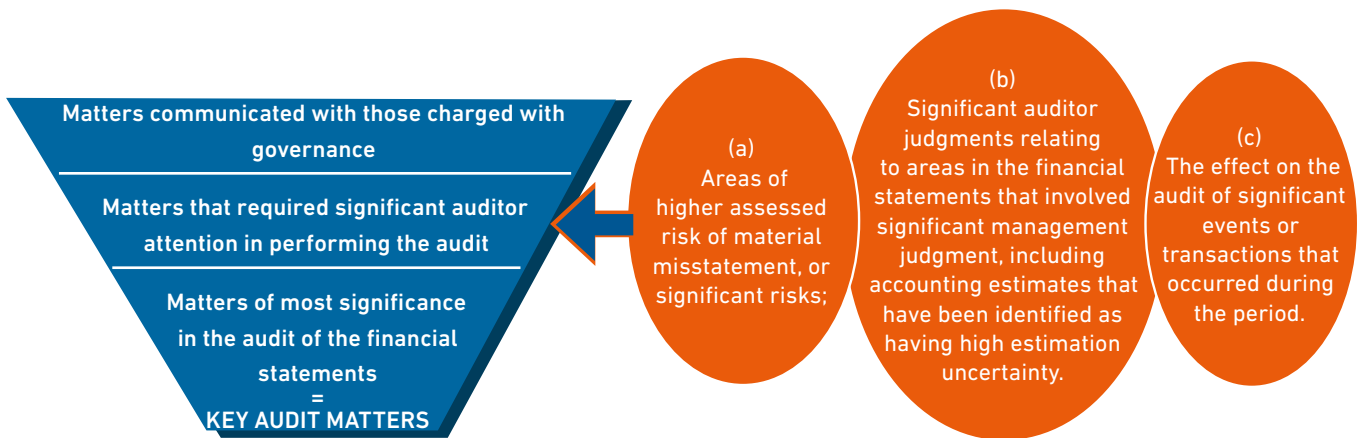 Matters communicated with those charged with
governance
Matters that required significant auditor
attention in performing the audit
Matters of most significance
in the audit of the financial
statements
=
KEY AUDIT MATTERS
(a)
Areas of
higher assessed
risk of material
misstatement, or
significant risks;
(b)
Significant auditor
judgments relating
to areas in the financial
statements that involved
significant management
judgment, including
accounting estimates that
have been identified as
having high estimation
uncertainty.
(c)
The effect on the
audit of significant
events or
transactions that
occurred during
the period.